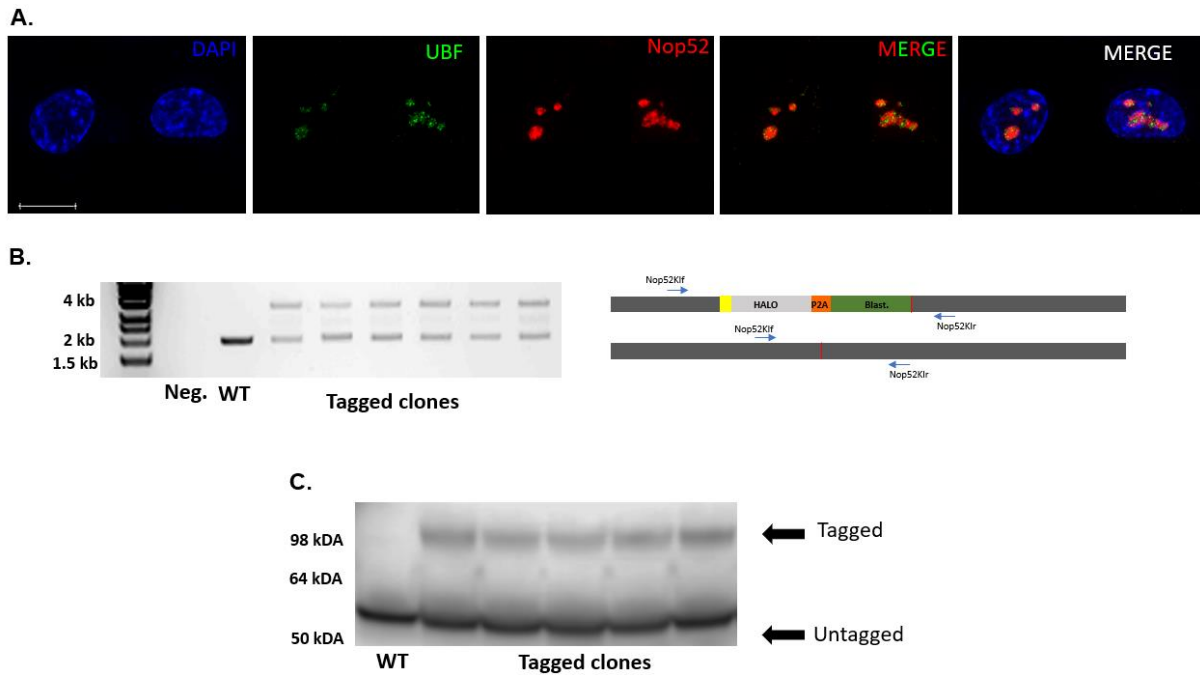 A.
DAPI
UBF
Nop52
MERGE
MERGE
B.
4 kb
2 kb
1.5 kb
Neg. WT
Tagged clones
Nop52KIf
HALO
P2A
Blast.
Nop52KIr
Nop52KIf
Nop52KIr
C.
98 kDA
64 kDA
50 kDA
Tagged
Untagged
WT
Tagged clones